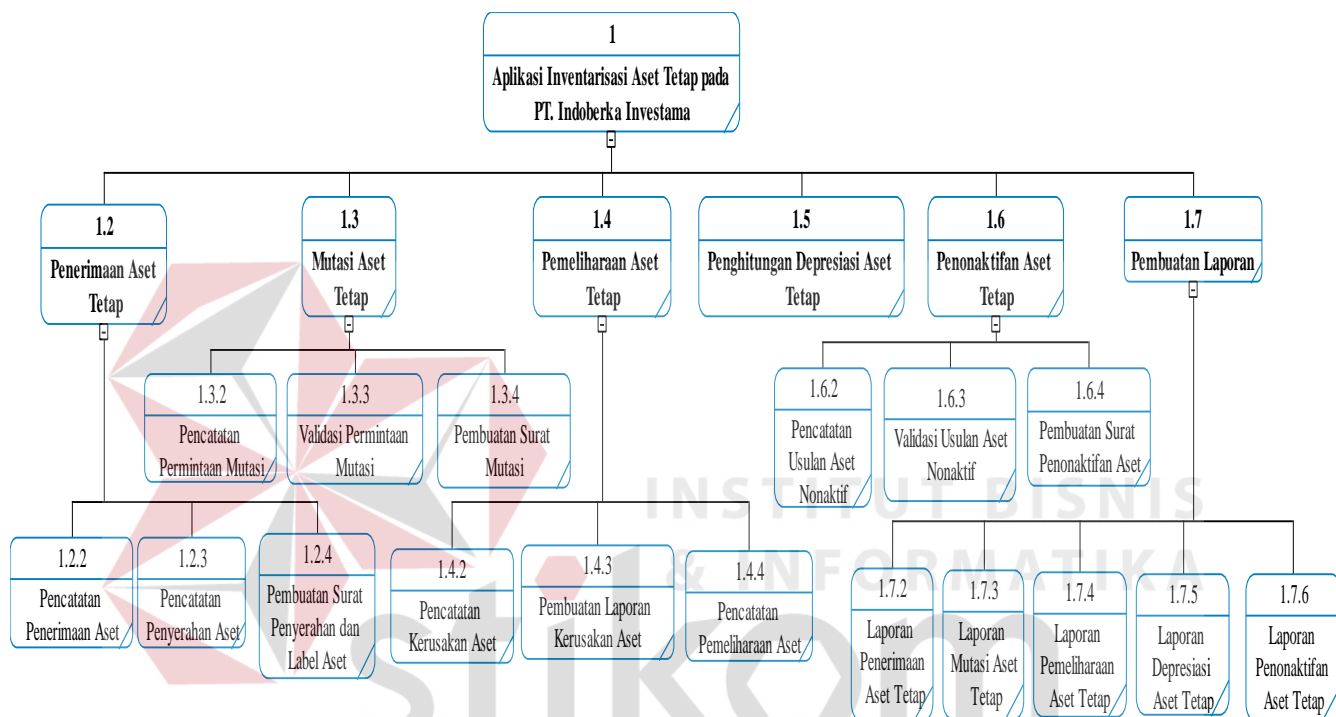 1
Aplikasi Inventarisasi Aset Tetap pada
PT. Indoberka Investama
1.2
Penerimaan Aset
Tetap
1.3
Mutasi Aset
Tetap
1.4
Pemeliharaan Aset
Tetap
1.5
Penghitungan Depresiasi Aset
Tetap
1.6
Penonaktifan Aset
Tetap
1.7
Pembuatan Laporan
1.3.2
Pencatatan
Permintaan Mutasi
1.3.3
Validasi Permintaan
Mutasi
1.3.4
Pembuatan Surat
Mutasi
1.6.2
Pencatatan
Usulan Aset
Nonaktif
1.6.3
Validasi Usulan Aset
Nonaktif
1.6.4
Pembuatan Surat
Penonaktifan Aset
1.2.2
Pencatatan
Penerimaan Aset
1.2.3
Pencatatan
Penyerahan Aset
1.2.4
Pembuatan Surat
Penyerahan dan
Label Aset
1.4.2
Pencatatan
Kerusakan Aset
1.4.3
Pembuatan Laporan
Kerusakan Aset
1.4.4
Pencatatan
Pemeliharaan Aset
1.7.2
Laporan
Penerimaan
Aset Tetap
1.7.3
Laporan
Mutasi Aset
Tetap
1.7.4
Laporan
Pemeliharaan
Aset Tetap
1.7.5
Laporan
Depresiasi
Aset Tetap
1.7.6
Laporan
Penonaktifan
Aset Tetap
INSTITUT BISNIS
& INFORMATIKA
stikom